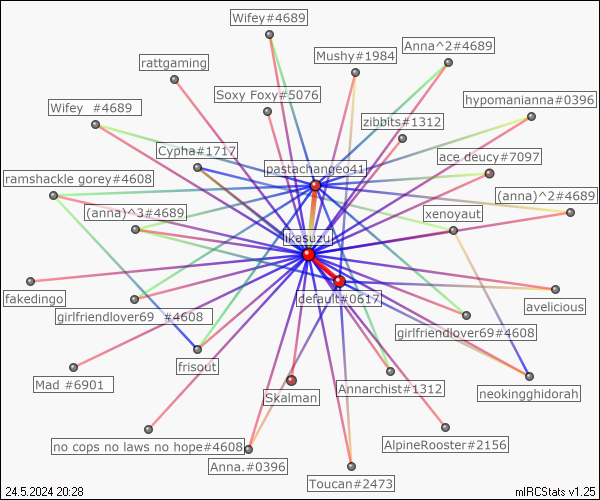 Wifey#4689
Anna^2#4689
Mushy#1984
rattgaming
Soxy Foxy#5076
hypomanianna#0396
Wifey  #4689
zibbits#1312
Cypha#1717
ace deucy#7097
pastachangeo41
ramshackle gorey#4608
(anna)^2#4689
(anna)^3#4689
xenoyaut
ikasuzu
fakedingo
default#0617
avelicious
girlfriendlover69  #4608
girlfriendlover69#4608
frisout
Mad #6901
Annarchist#1312
neokingghidorah
Skalman
no cops no laws no hope#4608
AlpineRooster#2156
Anna.#0396
Toucan#2473
24.5.2024 20:28
mIRCStats v1.25